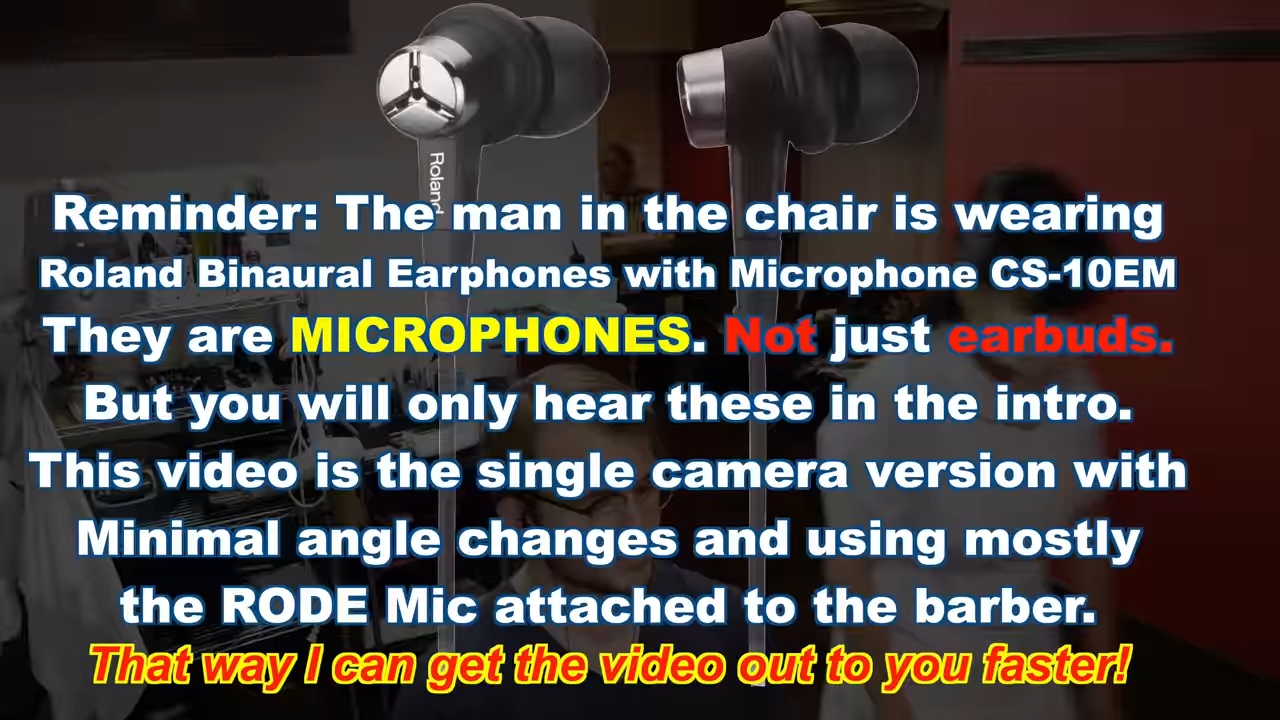 Roland
Reminder: The man in the chair is wearing
Roland Binaural Earphones with Microphone CS-10EM
They are MICROPHONES. Not just earbuds.
But you will only hear these in the intro.
This video is the single camera version with
Minimal angle changes and using mostly
the RODE Mic attached to the barber.
That way I can get the video out to you faster!